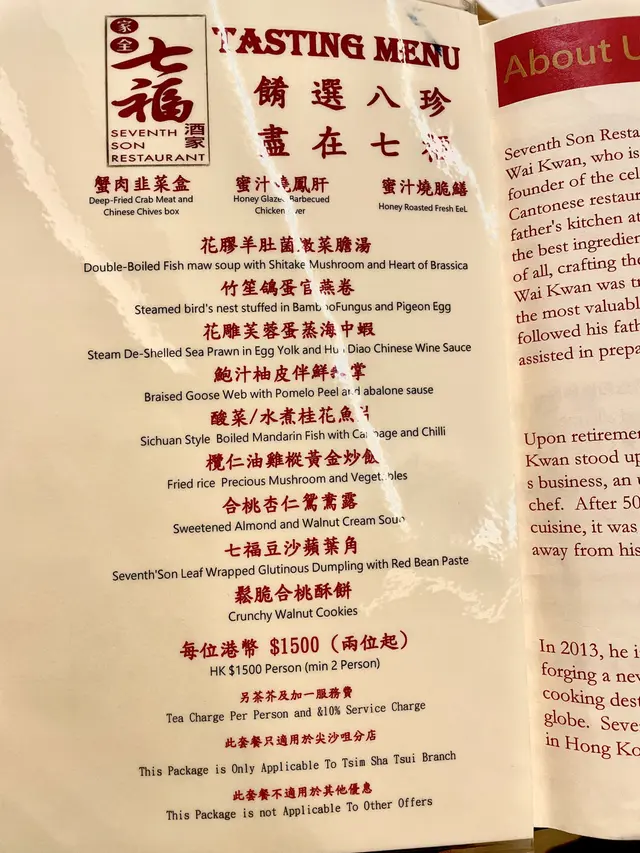 家全
七福
酒家
SEVENTH
SON
RESTAURANT
TASTING MENU
餚選八珍
盡在七福
蟹肉韭菜盒
Deep-Fried Crab Meat and
Chinese Chives box
蜜汁燒鳳肝
Honey Glazed Barbecued
Chicken
蜜汁燒脆鱔
Honey Roasted Fresh EeL
花膠羊肚菌燉菜膽湯
Double-Boiled Fish maw soup with Shitake Mushroom and Heart of Brassica
竹笙鴿蛋官燕卷
Steamed bird's nest stuffed in BambooFungus and Pigeon Egg
花雕芙蓉蛋蒸海中蝦
Steam De-Shelled Sea Prawn in Egg Yolk and Hua Diao Chinese Wine Sauce
鮑汁柚皮伴鮮鵝掌
Braised Goose Web with Pomelo Peel and abalone sause
酸菜/水煮桂花魚片
Sichuan Style Boiled Mandarin Fish with Cabbage and Chilli
欖仁油雞樅黃金炒飯
Fried rice Precious Mushroom and Vegetables
合桃杏仁鴛鴦露
Sweetened Almond and Walnut Cream Soup
七福豆沙蘋葉角
Seventh'Son Leaf Wrapped Glutinous Dumpling with Red Bean Paste
鬆脆合桃酥餅
Crunchy Walnut Cookies
每位港幣 $1500 (兩位起)
HK $1500 Person (min 2 Person)
另茶芥及加一服務費
Tea Charge Per Person and &10% Service Charge
此套餐只適用於尖沙咀分店
This Package is Only Applicable To Tsim Sha Tsui Branch
此套餐不適用於其他優惠
This Package is not Applicable To Other Offers
About U
Seventh Son Resta
Wai Kwan, who is
founder of the cel
Cantonese restaur
father's kitchen at
the best ingredien
of all, crafting the
Wai Kwan was tr
the most valuabl
followed his fath
assisted in prepa
Upon retiremen
Kwan stood up
s business, an u
chef. After 50
cuisine, it was
away from his
In 2013, he i
forging a nev
cooking dest
globe. Seve
in Hong Ko